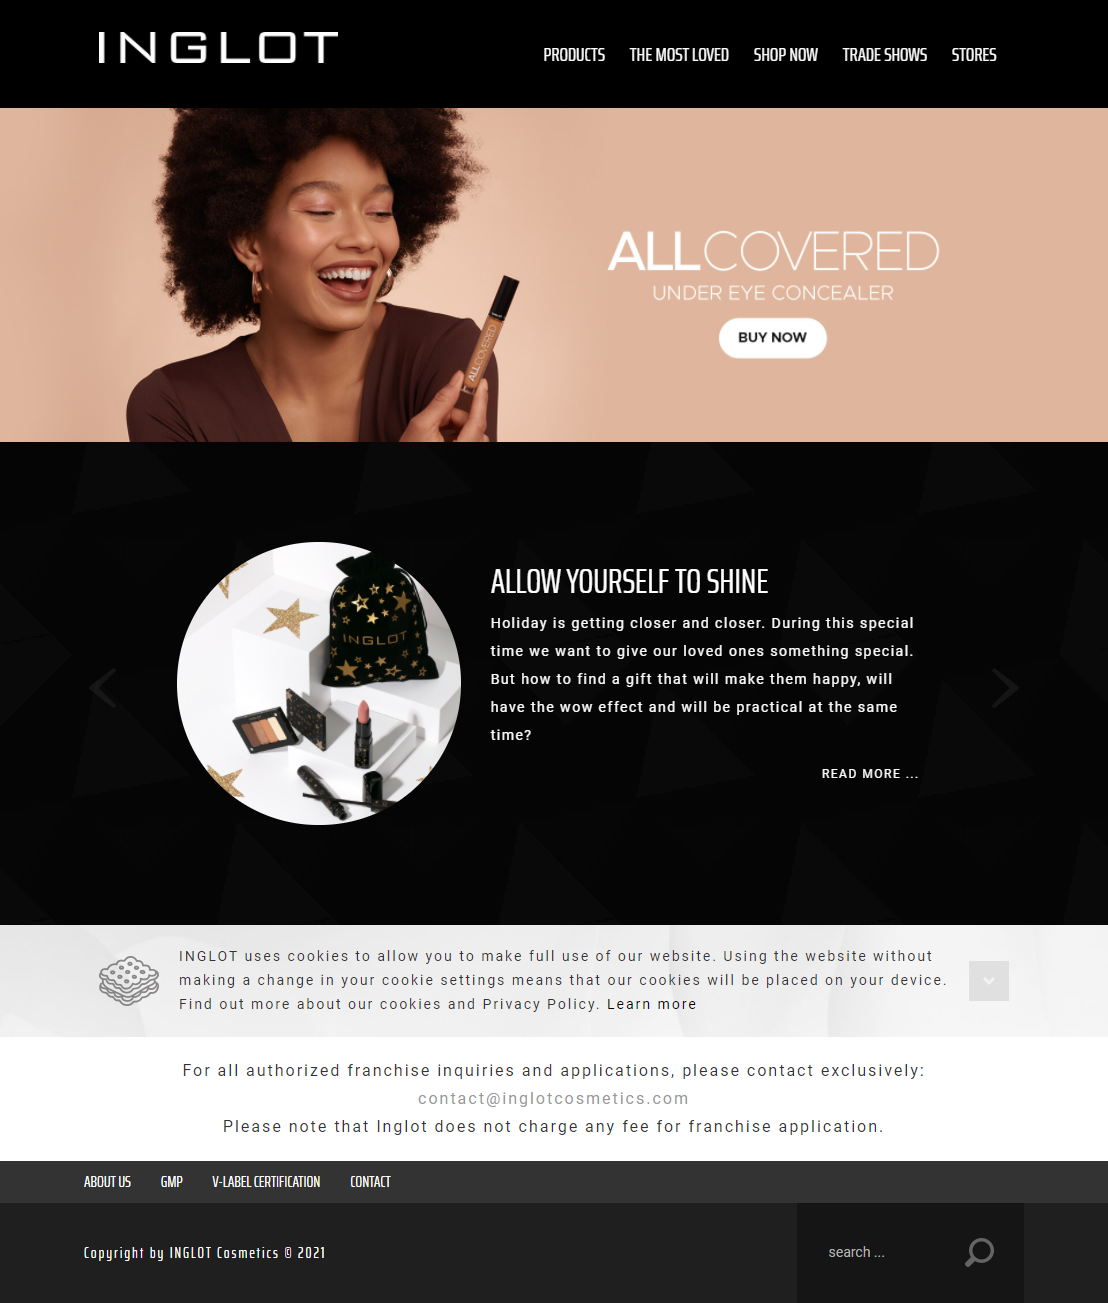 INGLOT
PRODUCTS THE MOST LOVED SHOP NOW TRADE SHOWS STORES
ALLCOVERED
UNDER EYE CONCEALER
BUY NOW
ALLCOVERED
ALLOW YOURSELF TO SHINE
Holiday is getting closer and closer. During this special
time we want to give our loved ones something special.
But how to find a gift that will make them happy, will
have the wow effect and will be practical at the same
time?
READ MORE ...
INGLOT
INGLOT uses cookies to allow you to make full use of our website. Using the website without
making a change in your cookie settings means that our cookies will be placed on your device.
Find out more about our cookies and Privacy Policy. Learn more
For all authorized franchise inquiries and applications, please contact exclusively:
contact@inglotcosmetics.com
Please note that Inglot does not charge any fee for franchise application.
ABOUT US GMP V-LABEL CERTIFICATION CONTACT
Copyright by INGLOT Cosmetics © 2021
search ...